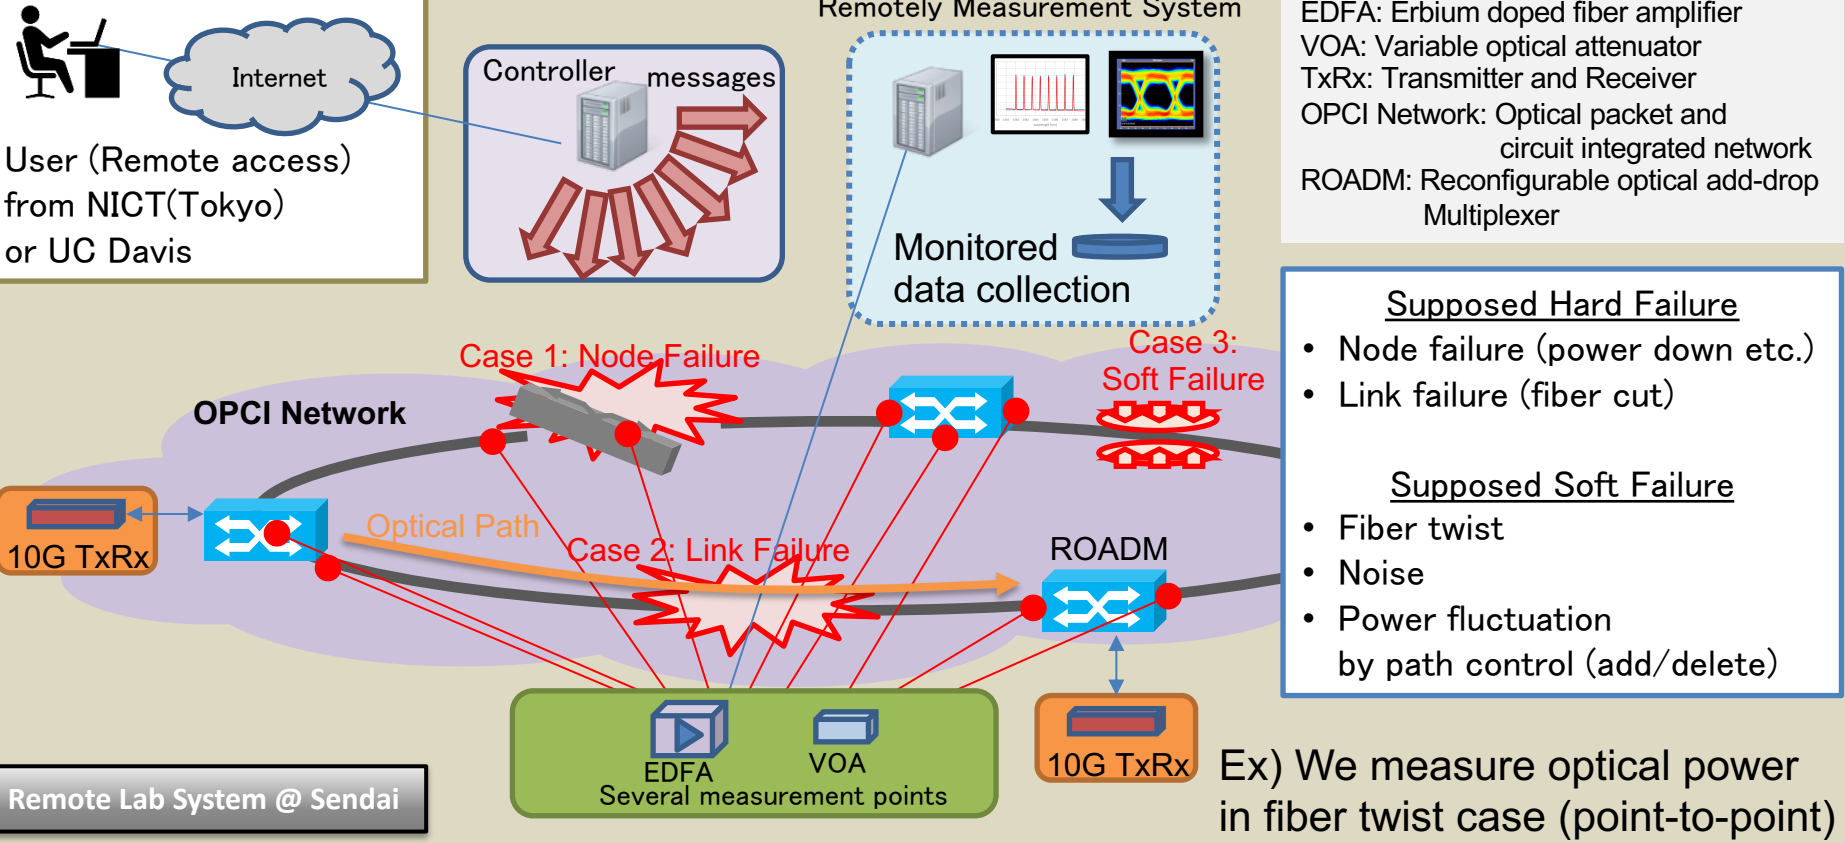 Remotely Measurement System
EDFA: Erbium doped fiber amplifier
VOA: Variable optical attenuator
TxRx: Transmitter and Receiver
OPCI Network: Optical packet and
circuit integrated network
ROADM: Reconfigurable optical add-drop
Multiplexer
Internet
User (Remote access)
from NICT(Tokyo)
or UC Davis
Controller
messages
Monitored
data collection
Supposed Hard Failure
• Node failure (power down etc.)
• Link failure (fiber cut)
Supposed Soft Failure
• Fiber twist
• Noise
• Power fluctuation
by path control (add/delete)
Case 1: Node Failure
Case 3:
Soft Failure
OPCI Network
Optical Path
Case 2: Link Failure
ROADM
10G TxRx
10G TxRx
EDFA
VOA
Several measurement points
Remote Lab System @ Sendai
Ex) We measure optical power
in fiber twist case (point-to-point)